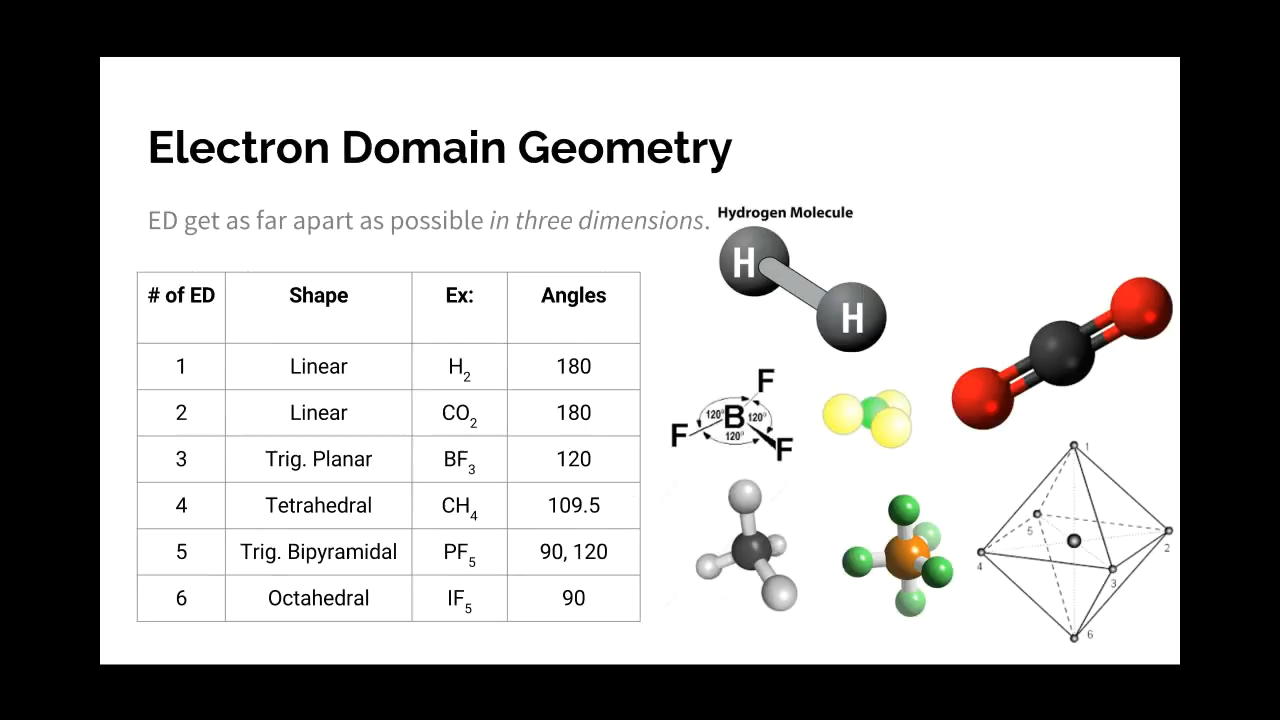 Electron Domain Geometry
ED get as far apart as possible in three dimensions.
# of ED Shape Ex: Angles
1 Linear H2 180
2 Linear CO2 180
3 Trig. Planar BF3 120
4 Tetrahedral CH4 109.5
5 Trig. Bipyramidal PF5 90, 120
6 Octahedral IF5 90
Hydrogen Molecule
H
H
F
120° B 120°
F 120° F
1
5
2
4
3
6